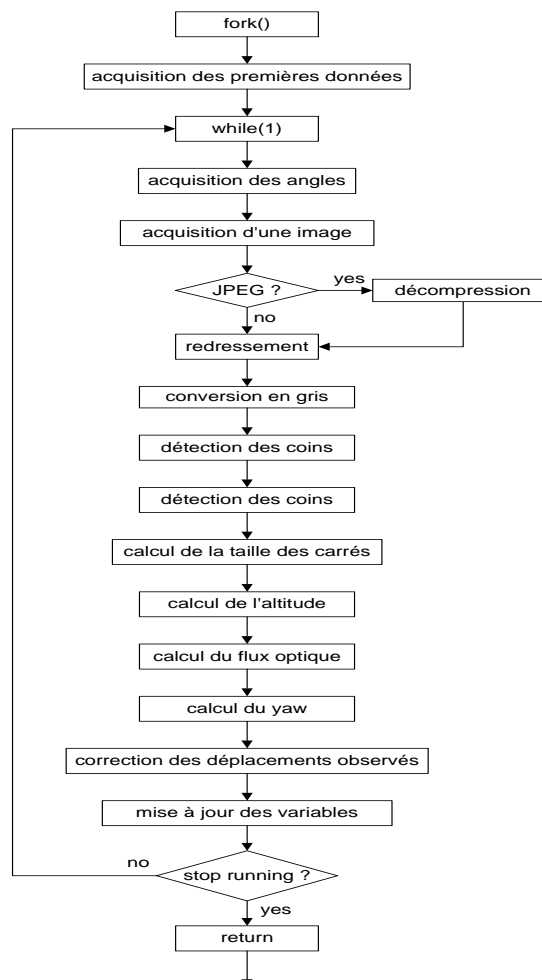 fork()
acquisition des premières données
while(1)
acquisition des angles
acquisition d'une image
JPEG ?
yes
décompression
no
redressement
conversion en gris
détection des coins
détection des coins
calcul de la taille des carrés
calcul de l'altitude
calcul du flux optique
calcul du yaw
correction des déplacements observés
mise à jour des variables
no
stop running ?
yes
return